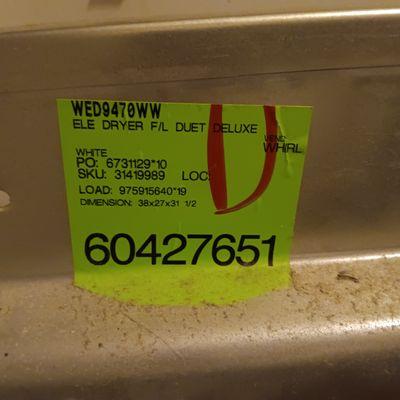 WED9470WW
ELE DRYER F/L DUET DELUXE
VEND:
WHIRL
WHITE
PO: 6731129*10
SKU: 31419989 LOC:
LOAD: 975915640*19
DIMENSION: 38x27x31 1/2
60427651